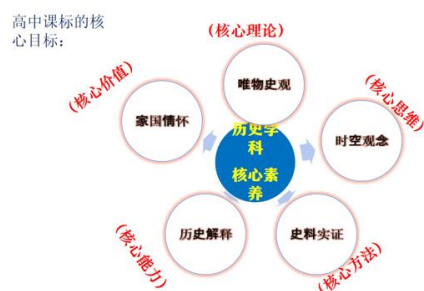 高中课标的核
心目标：
（核心理论）
唯物史观
（核心价值）
家国情怀
（核心思维）
时空观念
历史学
科
核心素
养
历史解释
（核心能力）
史料实证
（核心方法）